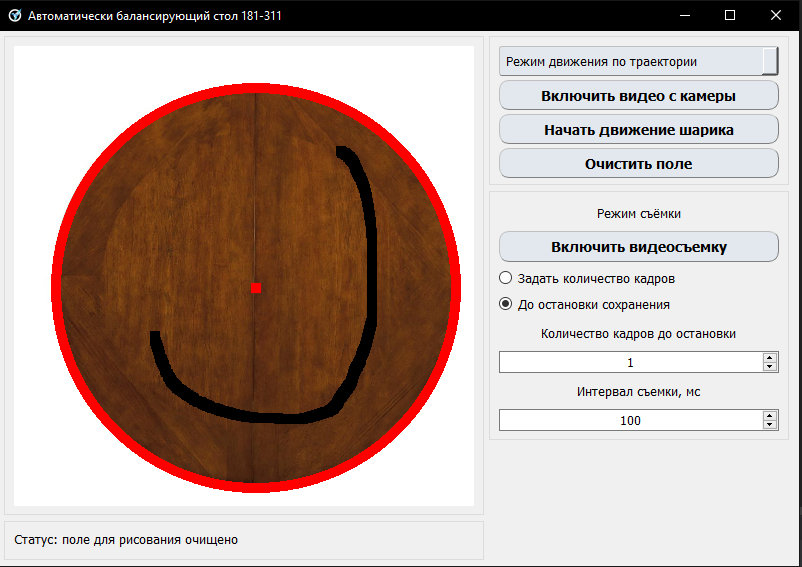 Автоматически балансирующий стол 181-311
Режим движения по траектории
Включить видео с камеры
Начать движение шарика
Очистить поле
Режим съёмки
Включить видеосъемку
Задать количество кадров
До остановки сохранения
Количество кадров до остановки
1
Интервал съемки, мс
100
Статус: поле для рисования очищено